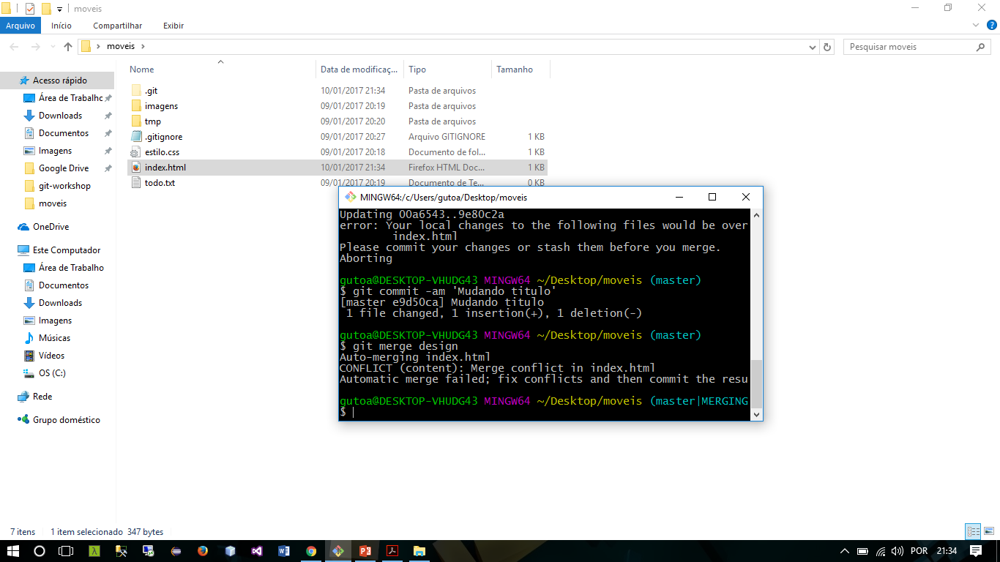 moveis
Arquivo Início Compartilhar Exibir
moveis
Pesquisar moveis
Nome Data de modificaç... Tipo Tamanho
.git 10/01/2017 21:34 Pasta de arquivos
imagens 09/01/2017 20:19 Pasta de arquivos
tmp 09/01/2017 20:20 Pasta de arquivos
.gitignore 09/01/2017 20:27 Arquivo GITIGNORE 1 KB
estilo.css 09/01/2017 20:18 Documento de fol... 1 KB
index.html 10/01/2017 21:34 Firefox HTML Doc... 1 KB
todo.txt 09/01/2017 20:19 Documento de Te... 0 KB
Acesso rápido
Área de Trabalho
Downloads
Documentos
Imagens
Google Drive
git-workshop
moveis
OneDrive
Este Computador
Área de Trabalho
Documentos
Downloads
Imagens
Músicas
Vídeos
OS (C:)
Rede
Grupo doméstico
MINGW64:/c/Users/gutoa/Desktop/moveis
Updating 00a6543..9e80c2a
error: Your local changes to the following files would be over
index.html
Please commit your changes or stash them before you merge.
Aborting
gutoa@DESKTOP-VHUDG43 MINGW64 ~/Desktop/moveis (master)
$ git commit -am 'Mudando titulo'
[master e9d50ca] Mudando titulo
1 file changed, 1 insertion(+), 1 deletion(-)
gutoa@DESKTOP-VHUDG43 MINGW64 ~/Desktop/moveis (master)
$ git merge design
Auto-merging index.html
CONFLICT (content): Merge conflict in index.html
Automatic merge failed; fix conflicts and then commit the resu
gutoa@DESKTOP-VHUDG43 MINGW64 ~/Desktop/moveis (master|MERGING
$
7 itens 1 item selecionado 347 bytes
POR 21:34